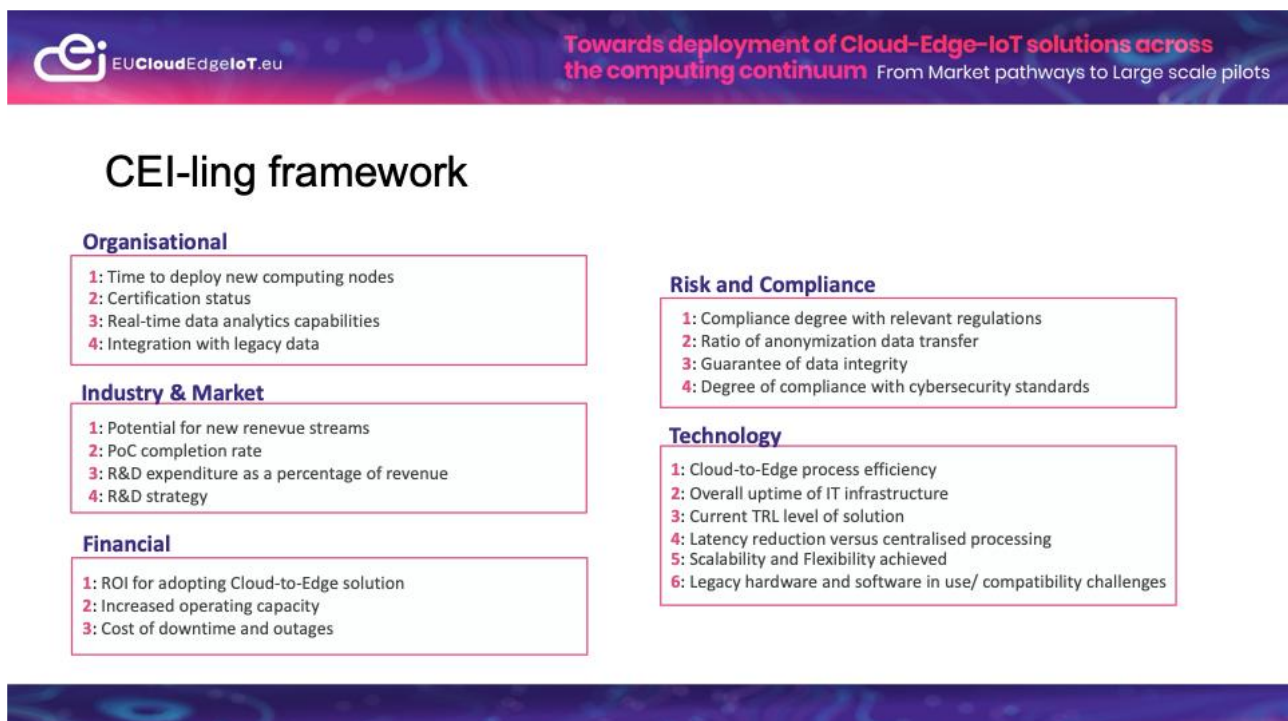 EUCloudEdgeIoT.eu
Towards deployment of Cloud-Edge-IoT solutions across
the computing continuum From Market pathways to Large scale pilots
CEI-ling framework
Organisational
1: Time to deploy new computing nodes
2: Certification status
3: Real-time data analytics capabilities
4: Integration with legacy data
Industry & Market
1: Potential for new renevue streams
2: PoC completion rate
3: R&D expenditure as a percentage of revenue
4: R&D strategy
Financial
1: ROI for adopting Cloud-to-Edge solution
2: Increased operating capacity
3: Cost of downtime and outages
Risk and Compliance
1: Compliance degree with relevant regulations
2: Ratio of anonymization data transfer
3: Guarantee of data integrity
4: Degree of compliance with cybersecurity standards
Technology
1: Cloud-to-Edge process efficiency
2: Overall uptime of IT infrastructure
3: Current TRL level of solution
4: Latency reduction versus centralised processing
5: Scalability and Flexibility achieved
6: Legacy hardware and software in use/ compatibility challenges